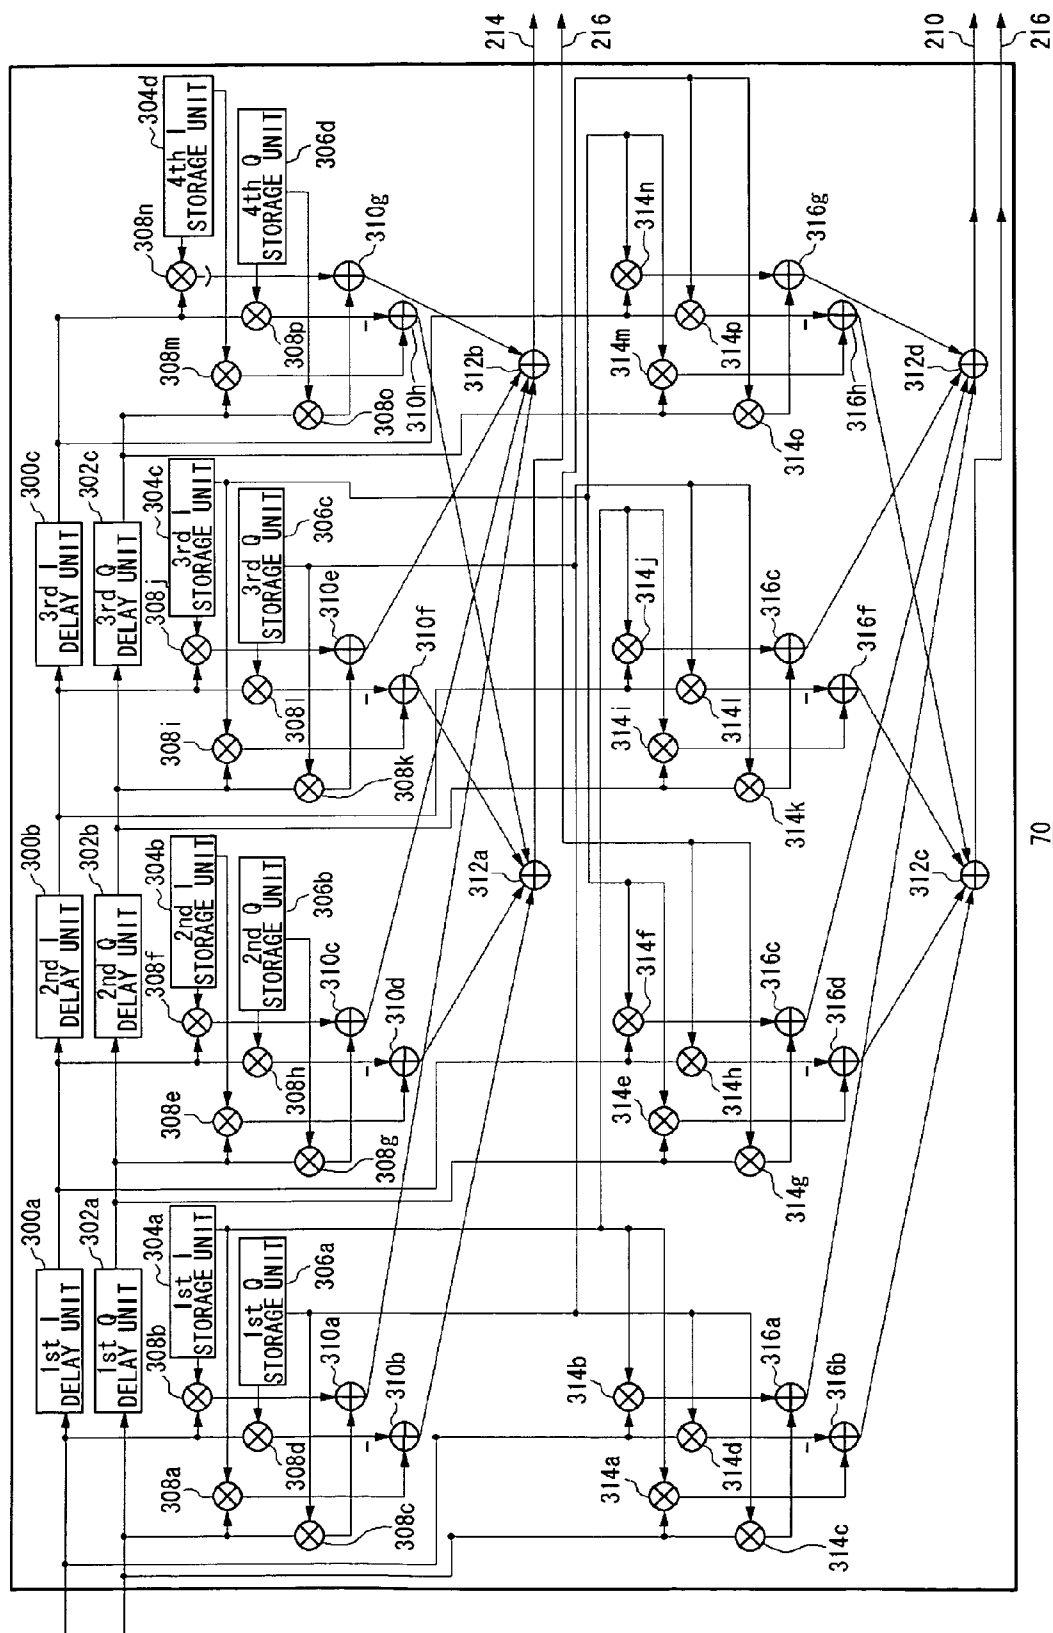 300a
1st I
DELAY UNIT
302a
1st Q
DELAY UNIT
300b
2nd I
DELAY UNIT
302b
2nd Q
DELAY UNIT
300c
3rd I
DELAY UNIT
302c
3rd Q
DELAY UNIT
308b
304a
1st I
STORAGE UNIT
306a
1st Q
STORAGE UNIT
308a
308d
308c
310a
310b
-
308f
304b
2nd I
STORAGE UNIT
306b
2nd Q
STORAGE UNIT
308e
308h
308g
310c
310d
-
308j
304c
3rd I
STORAGE UNIT
306c
3rd Q
STORAGE UNIT
308i
308l
308k
310e
310f
-
308n
304d
4th I
STORAGE UNIT
306d
4th Q
STORAGE UNIT
308m
308p
308o
310g
310h
-
312a
312b
214
216
314b
314a
314d
314c
316a
316b
-
314f
314e
314h
314g
316c
316d
-
314j
314i
314l
314k
316c
316f
-
314n
314m
314p
314o
316g
316h
-
312c
312d
210
216
70